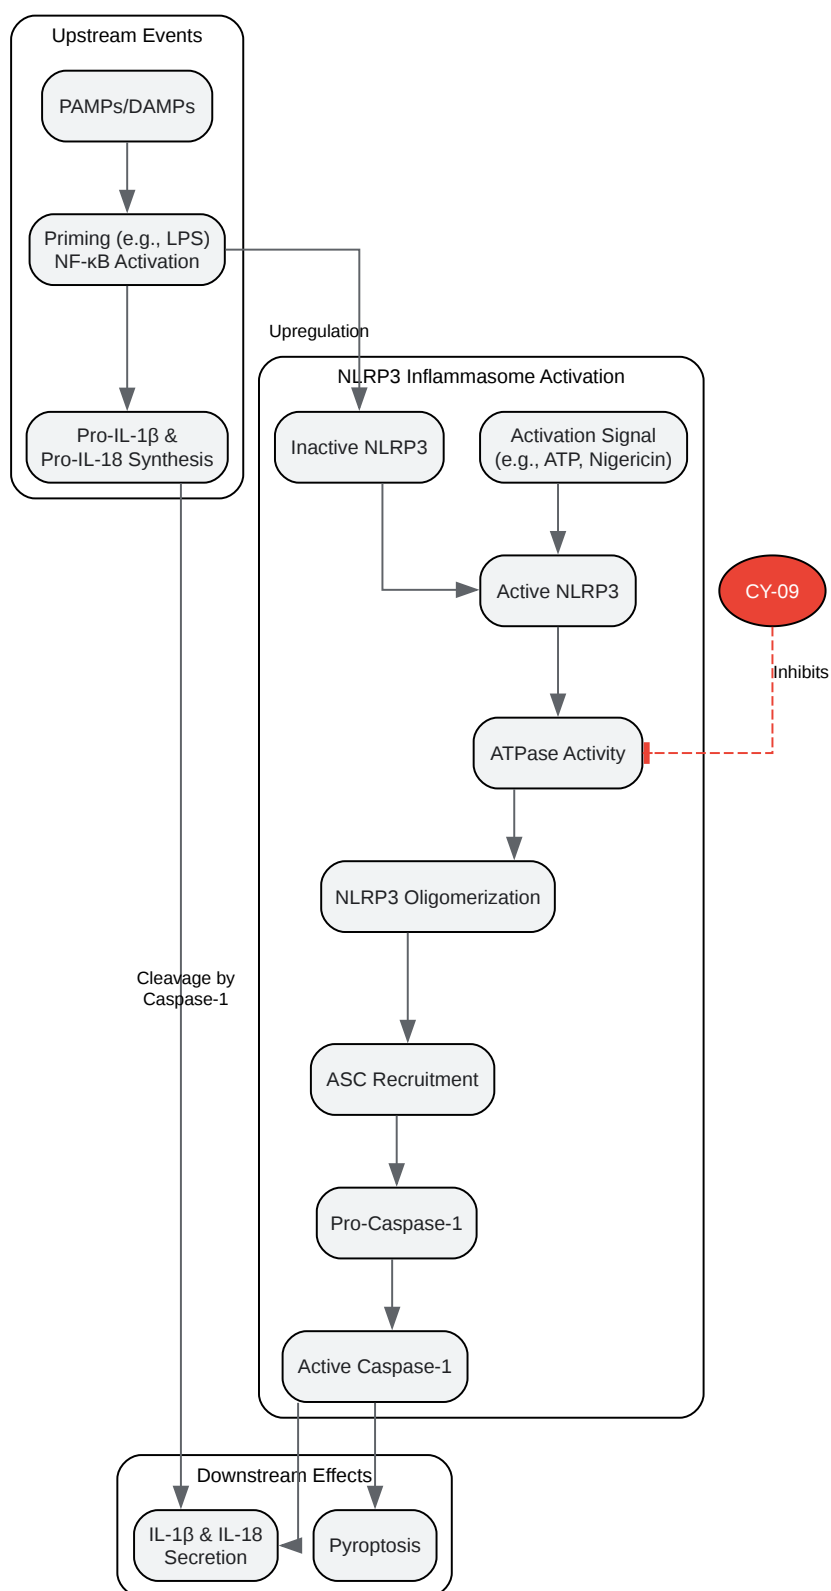 Upstream Events
PAMPs/DAMPs
Priming (e.g., LPS)
NF-κB Activation
Upregulation
NLRP3 Inflammasome Activation
Pro-IL-1β &
Pro-IL-18 Synthesis
Inactive NLRP3
Activation Signal
(e.g., ATP, Nigericin)
Active NLRP3
CY-09
Inhibits
ATPase Activity
NLRP3 Oligomerization
Cleavage by
Caspase-1
ASC Recruitment
Pro-Caspase-1
Active Caspase-1
Downstream Effects
IL-1β & IL-18
Secretion
Pyroptosis